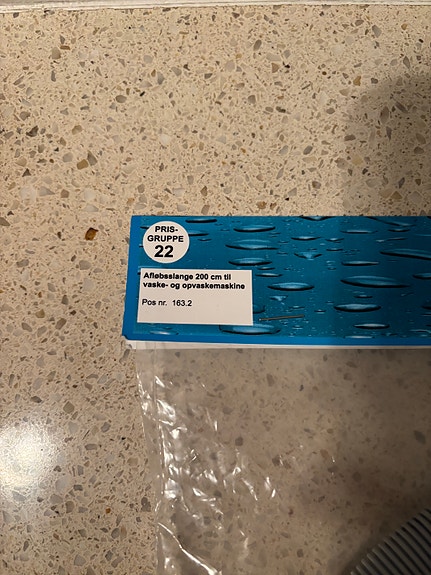 PRIS-
GRUPPE
22
Afløbsslange 200 cm til
vaske- og opvaskemaskine
Pos nr. 163.2